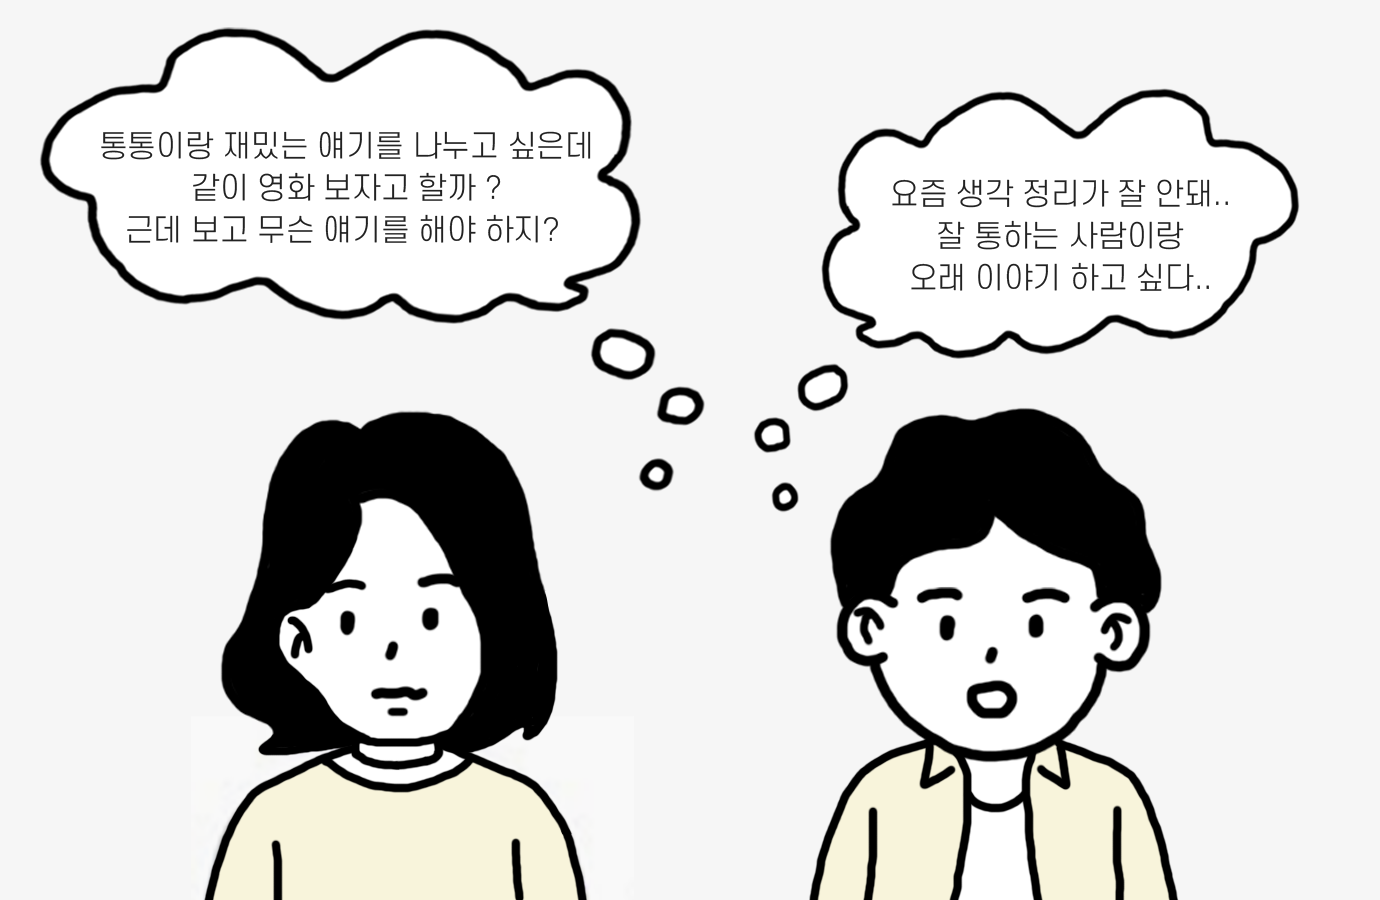 통통이랑 재밌는 얘기를 나누고 싶은데
같이 영화 보자고 할까 ?
근데 보고 무슨 얘기를 해야 하지?
요즘 생각 정리가 잘 안돼..
잘 통하는 사람이랑
오래 이야기 하고 싶다..